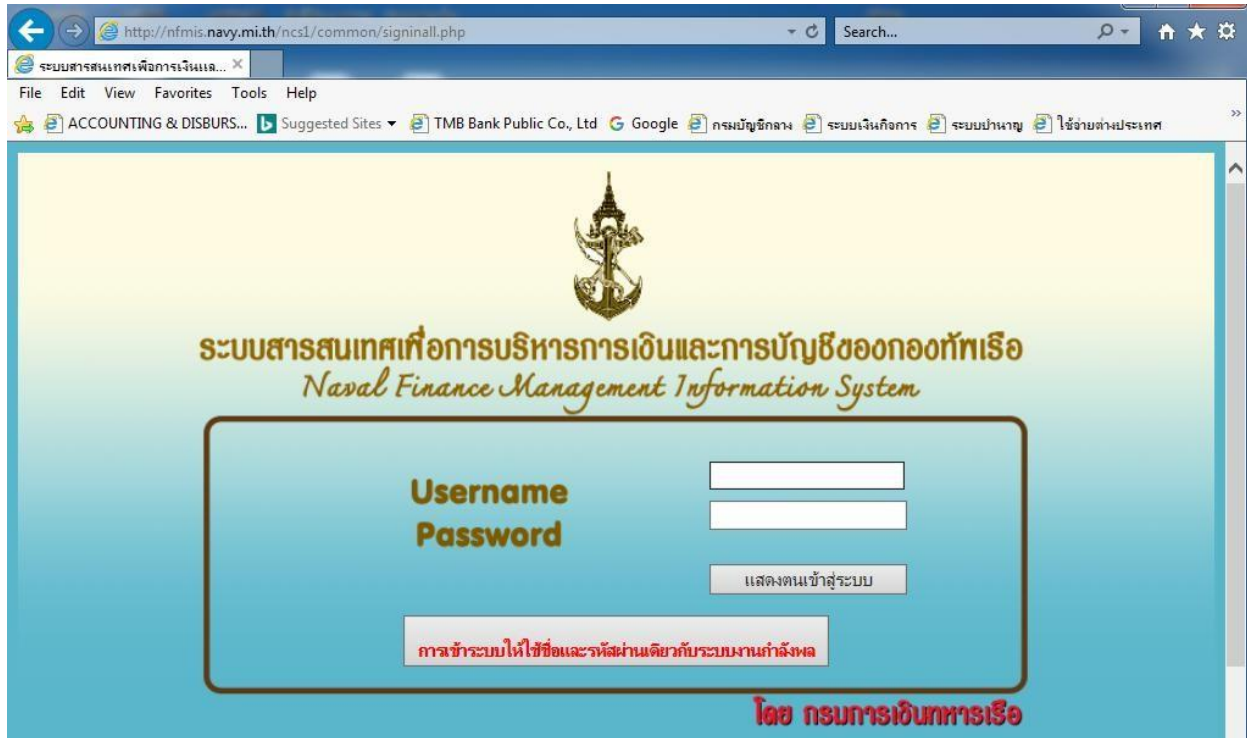 http://nfmis.navy.mi.th/ncs1/common/signinall.php Search...
ระบบสารสนเทศเพื่อการเงินแล... ×
File Edit View Favorites Tools Help
ACCOUNTING & DISBURS... Suggested Sites TMB Bank Public Co., Ltd Google กรมบัญชีกลาง ระบบเงินกิจการ ระบบบำนาญ ใช้จ่ายต่างประเทศ
ระบบสารสนเทศเพื่อการบริหารการเงินและการบัญชีของกองทัพเรือ
Naval Finance Management Information System
Username
Password
แสดงตนเข้าสู่ระบบ
การเข้าระบบให้ใช้ชื่อและรหัสผ่านเดียวกับระบบงานกำลังพล
โดย กรมการเงินทหารเรือ